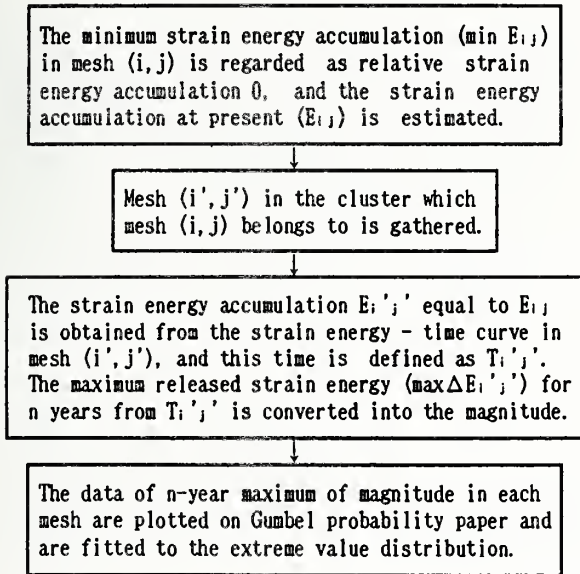 The minimum strain energy accumulation (min Eij)
in mesh (i,j) is regarded as relative strain
energy accumulation 0, and the strain energy
accumulation at present (Eij) is estimated.
Mesh (i',j') in the cluster which
mesh (i,j) belongs to is gathered.
The strain energy accumulation Ei'j' equal to Eij
is obtained from the strain energy - time curve in
mesh (i',j'), and this time is defined as Ti'j'.
The maximum released strain energy (maxΔEi'j') for
n years from Ti'j' is converted into the magnitude.
The data of n-year maximum of magnitude in each
mesh are plotted on Gumbel probability paper and
are fitted to the extreme value distribution.